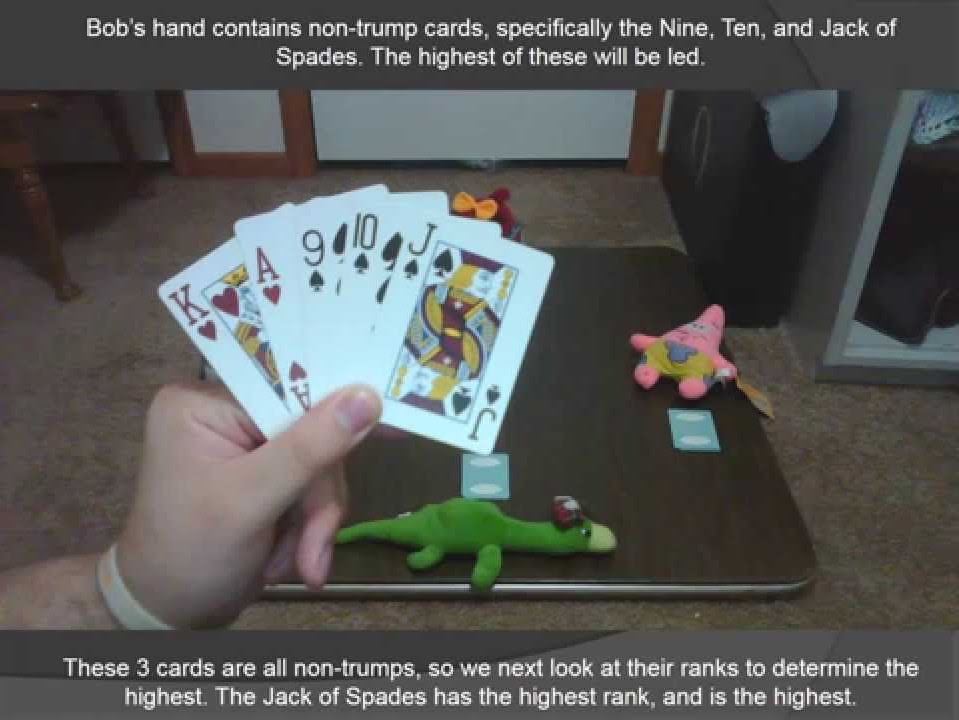 Bob's hand contains non-trump cards, specifically the Nine, Ten, and Jack of
Spades. The highest of these will be led.
K
A
9
10
J
A
J
These 3 cards are all non-trumps, so we next look at their ranks to determine the
highest. The Jack of Spades has the highest rank, and is the highest.